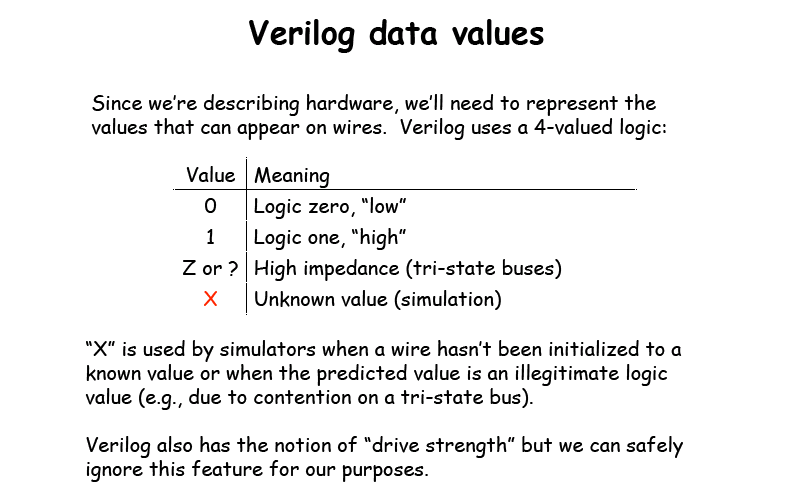 Verilog data values
Since we’re describing hardware, we’ll need to represent the
values that can appear on wires.  Verilog uses a 4-valued logic:
Value Meaning
0 Logic zero, “low”
1 Logic one, “high”
Z or ? High impedance (tri-state buses)
X Unknown value (simulation)
“X” is used by simulators when a wire hasn’t been initialized to a
known value or when the predicted value is an illegitimate logic
value (e.g., due to contention on a tri-state bus).
Verilog also has the notion of “drive strength” but we can safely
ignore this feature for our purposes.